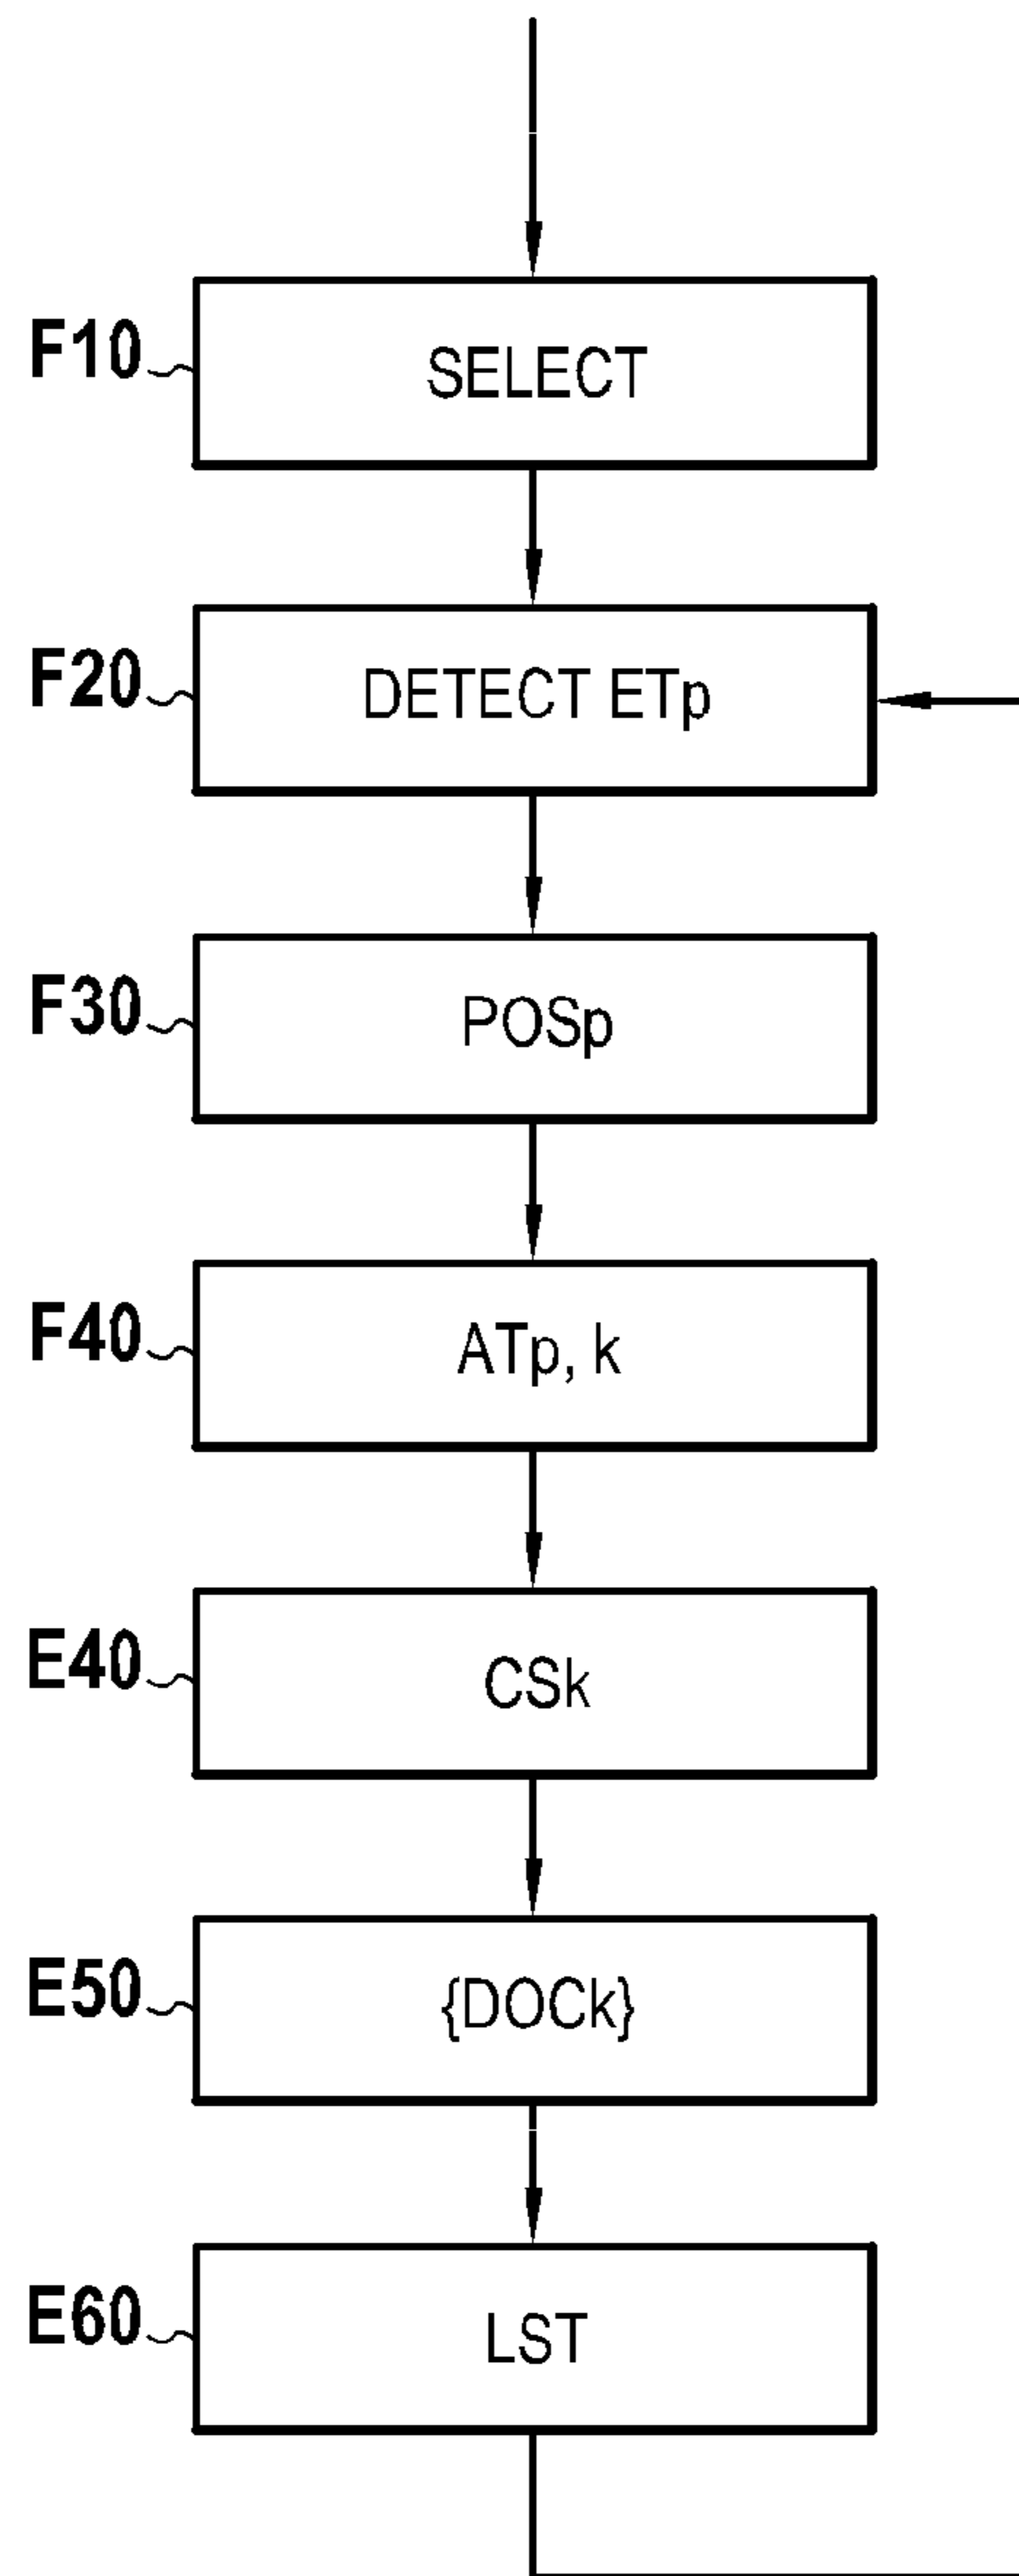 F10 SELECT
F20 DETECT ETp
F30 POSp
F40 ATp, k
E40 CSk
E50 {DOCk}
E60 LST